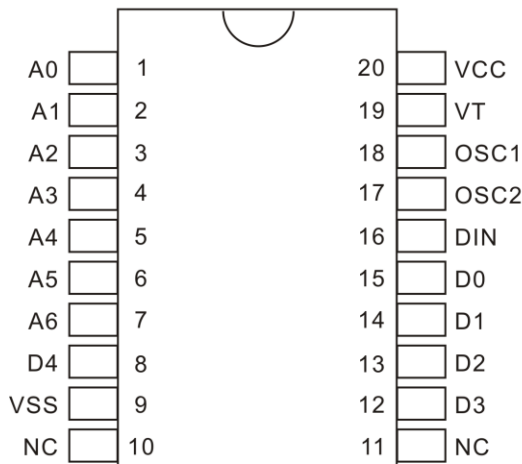 A0 1 20 VCC
A1 2 19 VT
A2 3 18 OSC1
A3 4 17 OSC2
A4 5 16 DIN
A5 6 15 D0
A6 7 14 D1
D4 8 13 D2
VSS 9 12 D3
NC 10 11 NC